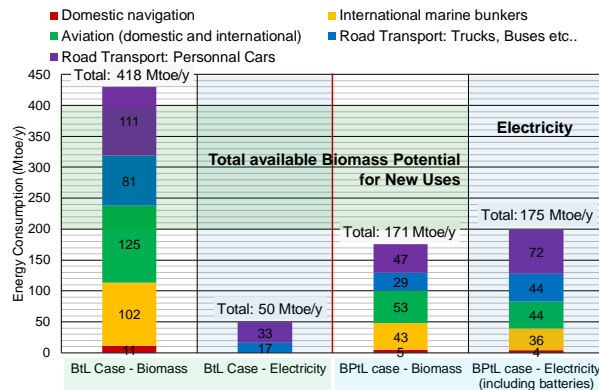 Domestic navigation
International marine bunkers
Aviation (domestic and international)
Road Transport: Trucks, Buses etc..
Road Transport: Personnal Cars
Energy Consumption (Mtoe/y)
450
400
350
300
250
200
150
100
50
0
Total: 418 Mtoe/y
111
81
125
102
11
Total: 50 Mtoe/y
33
17
Total available Biomass Potential
for New Uses
Total: 171 Mtoe/y
47
29
53
43
5
Electricity
Total: 175 Mtoe/y
72
44
44
36
4
BtL Case - Biomass
BtL Case - Electricity
BPtL Case - Biomass
BPtL Case - Electricity
(including batteries)